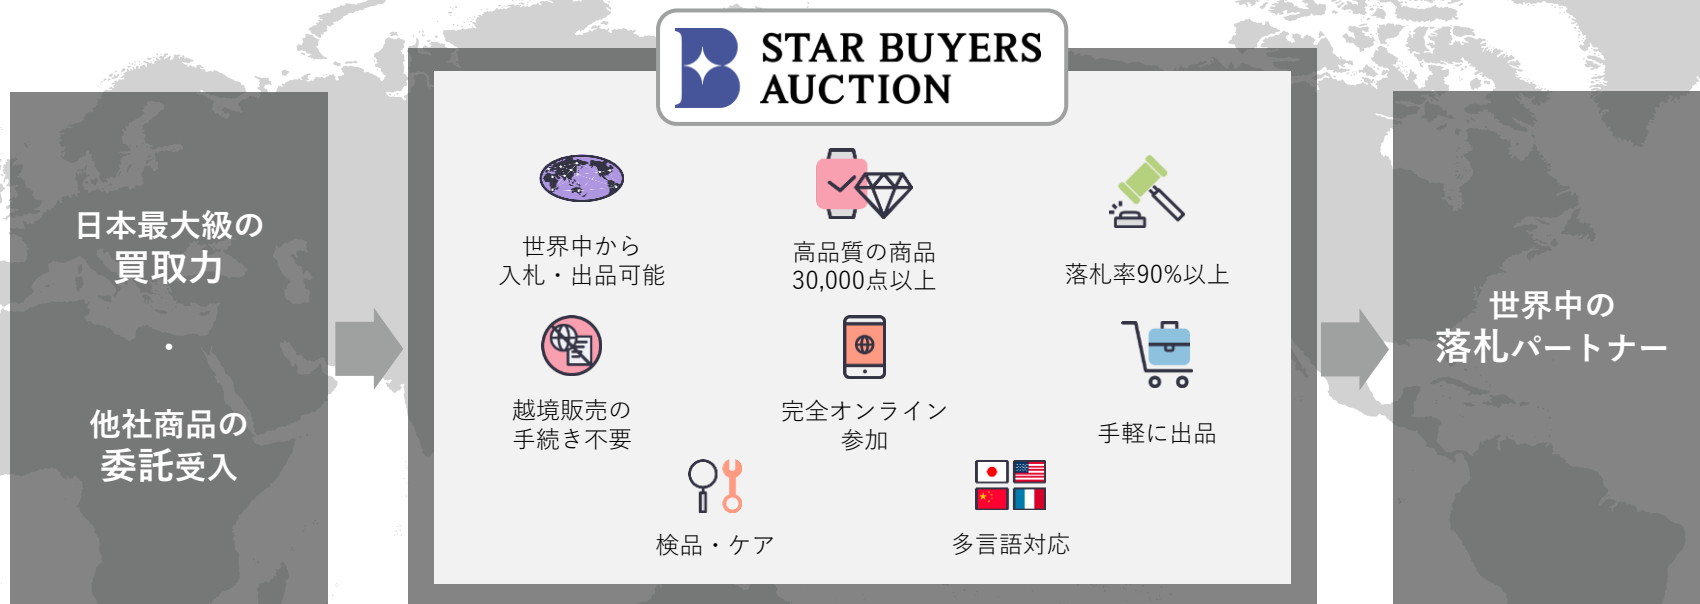 STAR BUYERS
AUCTION
日本最大級の
買取力
・
他社商品の
委託受入
世界中から
入札・出品可能
高品質の商品
30,000点以上
落札率90%以上
越境販売の
手続き不要
完全オンライン
参加
手軽に出品
検品・ケア
多言語対応
世界中の
落札パートナー